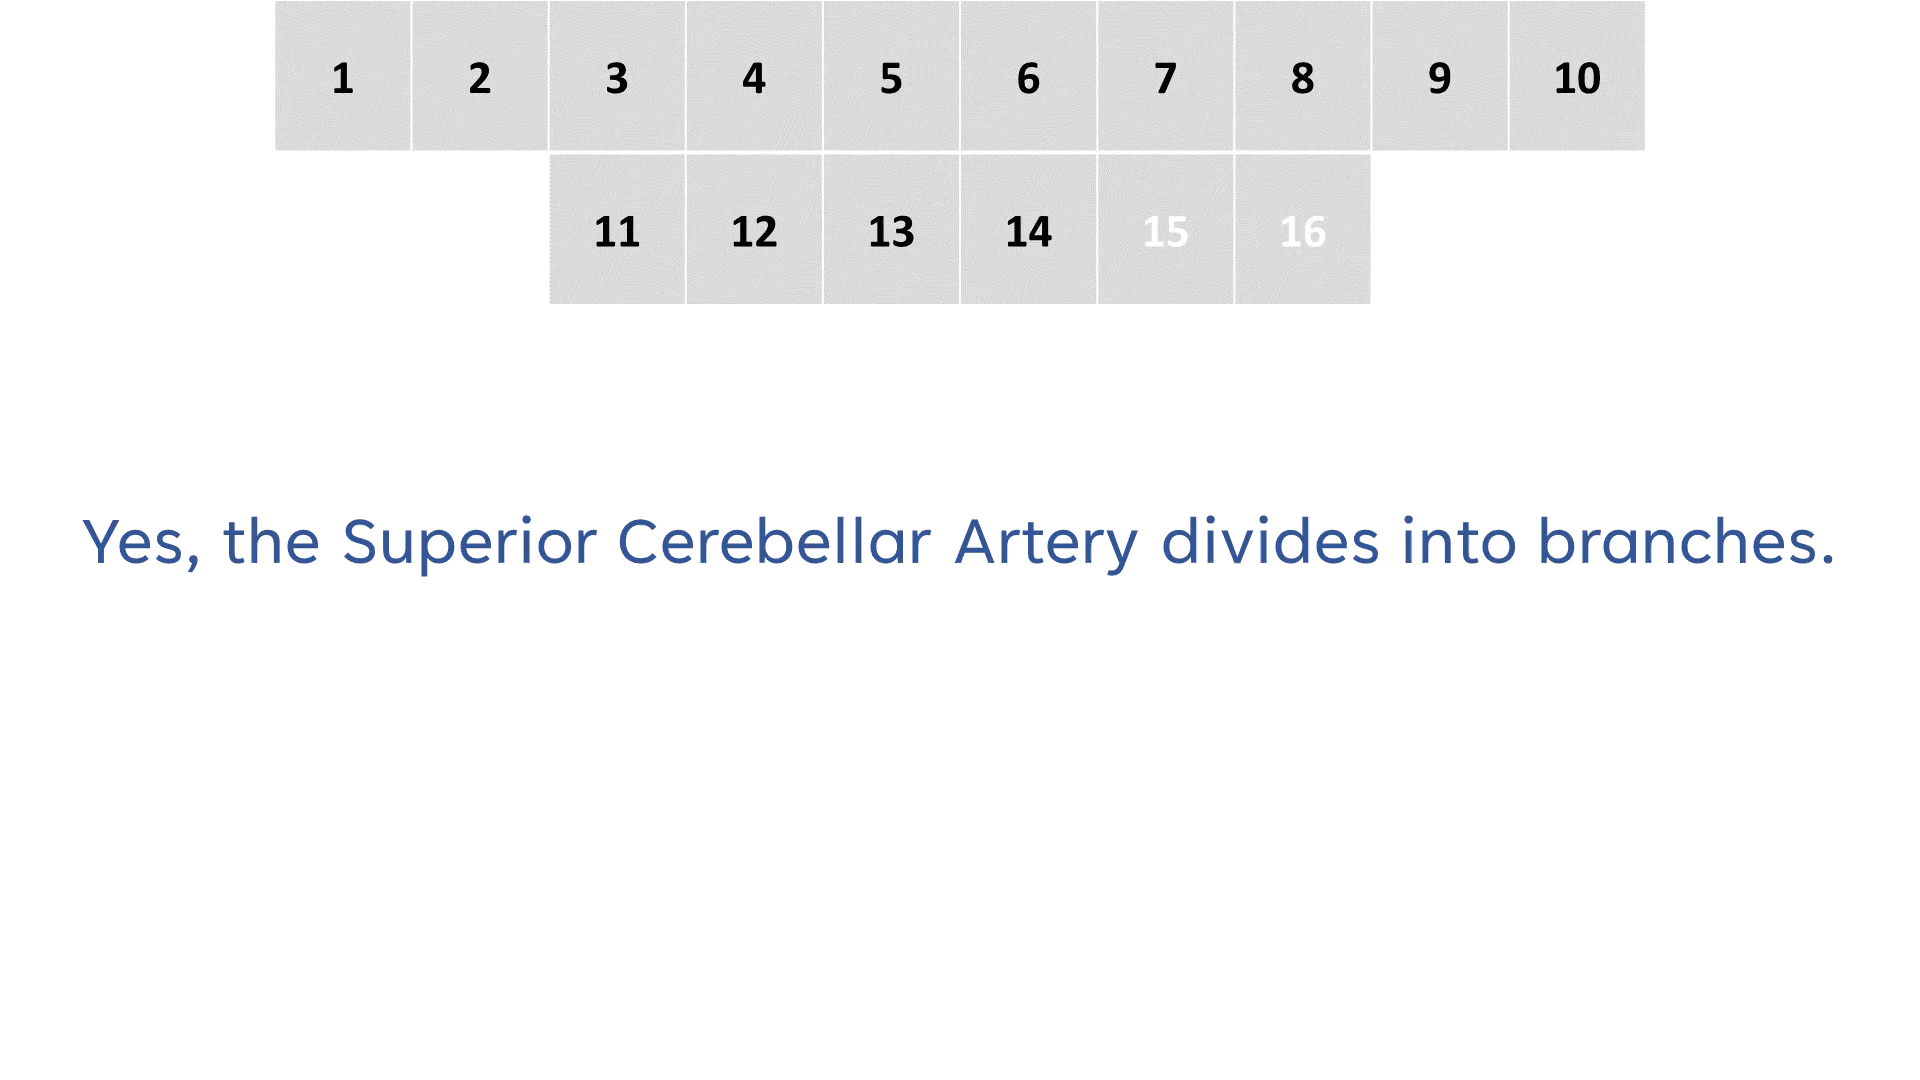 1 2 3 4 5 6 7 8 9 10
11 12 13 14 15 16
Yes, the Superior Cerebellar Artery divides into branches.